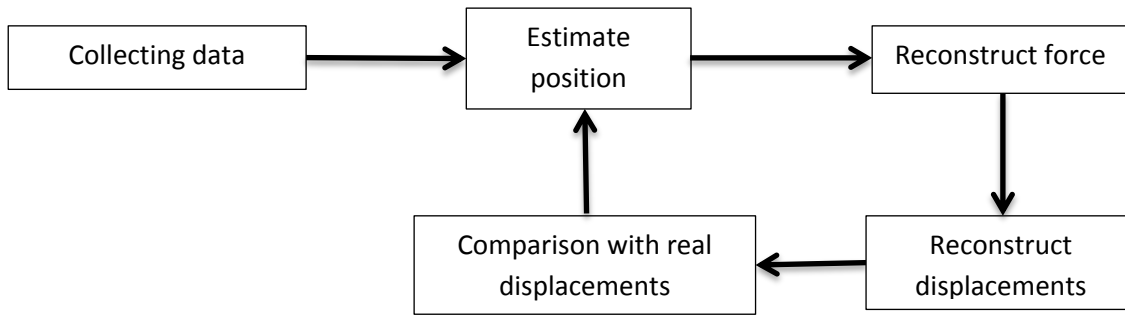 Collecting data
Estimate
position
Reconstruct force
Comparison with real
displacements
Reconstruct
displacements